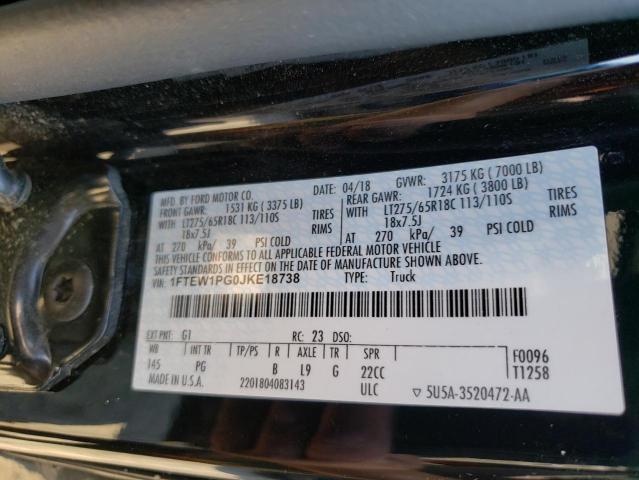 MFD. BY FORD MOTOR CO.
DATE: 04/18 GVWR: 3175 KG ( 7000 LB)
FRONT GAWR: 1531 KG ( 3375 LB) REAR GAWR: 1724 KG ( 3800 LB)
LT275/65R18C 113/110S TIRES LT275/65R18C 113/110S TIRES
18x7.5J RIMS 18x7.5J RIMS
AT 270 kPa/ 39 PSI COLD AT 270 kPa/ 39 PSI COLD
THIS VEHICLE CONFORMS TO ALL APPLICABLE FEDERAL MOTOR VEHICLE
SAFETY AND THEFT PREVENTION STANDARDS IN EFFECT ON THE DATE OF MANUFACTURE SHOWN ABOVE.
VIN: 1FTEW1PG0JKE18738 TYPE: Truck
EXT PNT: G1 RC: 23 DSO:
WB INT TR TP/PS R AXLE TR SPR F0096
145 PG B L9 G 22CC T1258
MADE IN U.S.A. 2201804083143 ULC ▽ 5U5A-3520472-AA